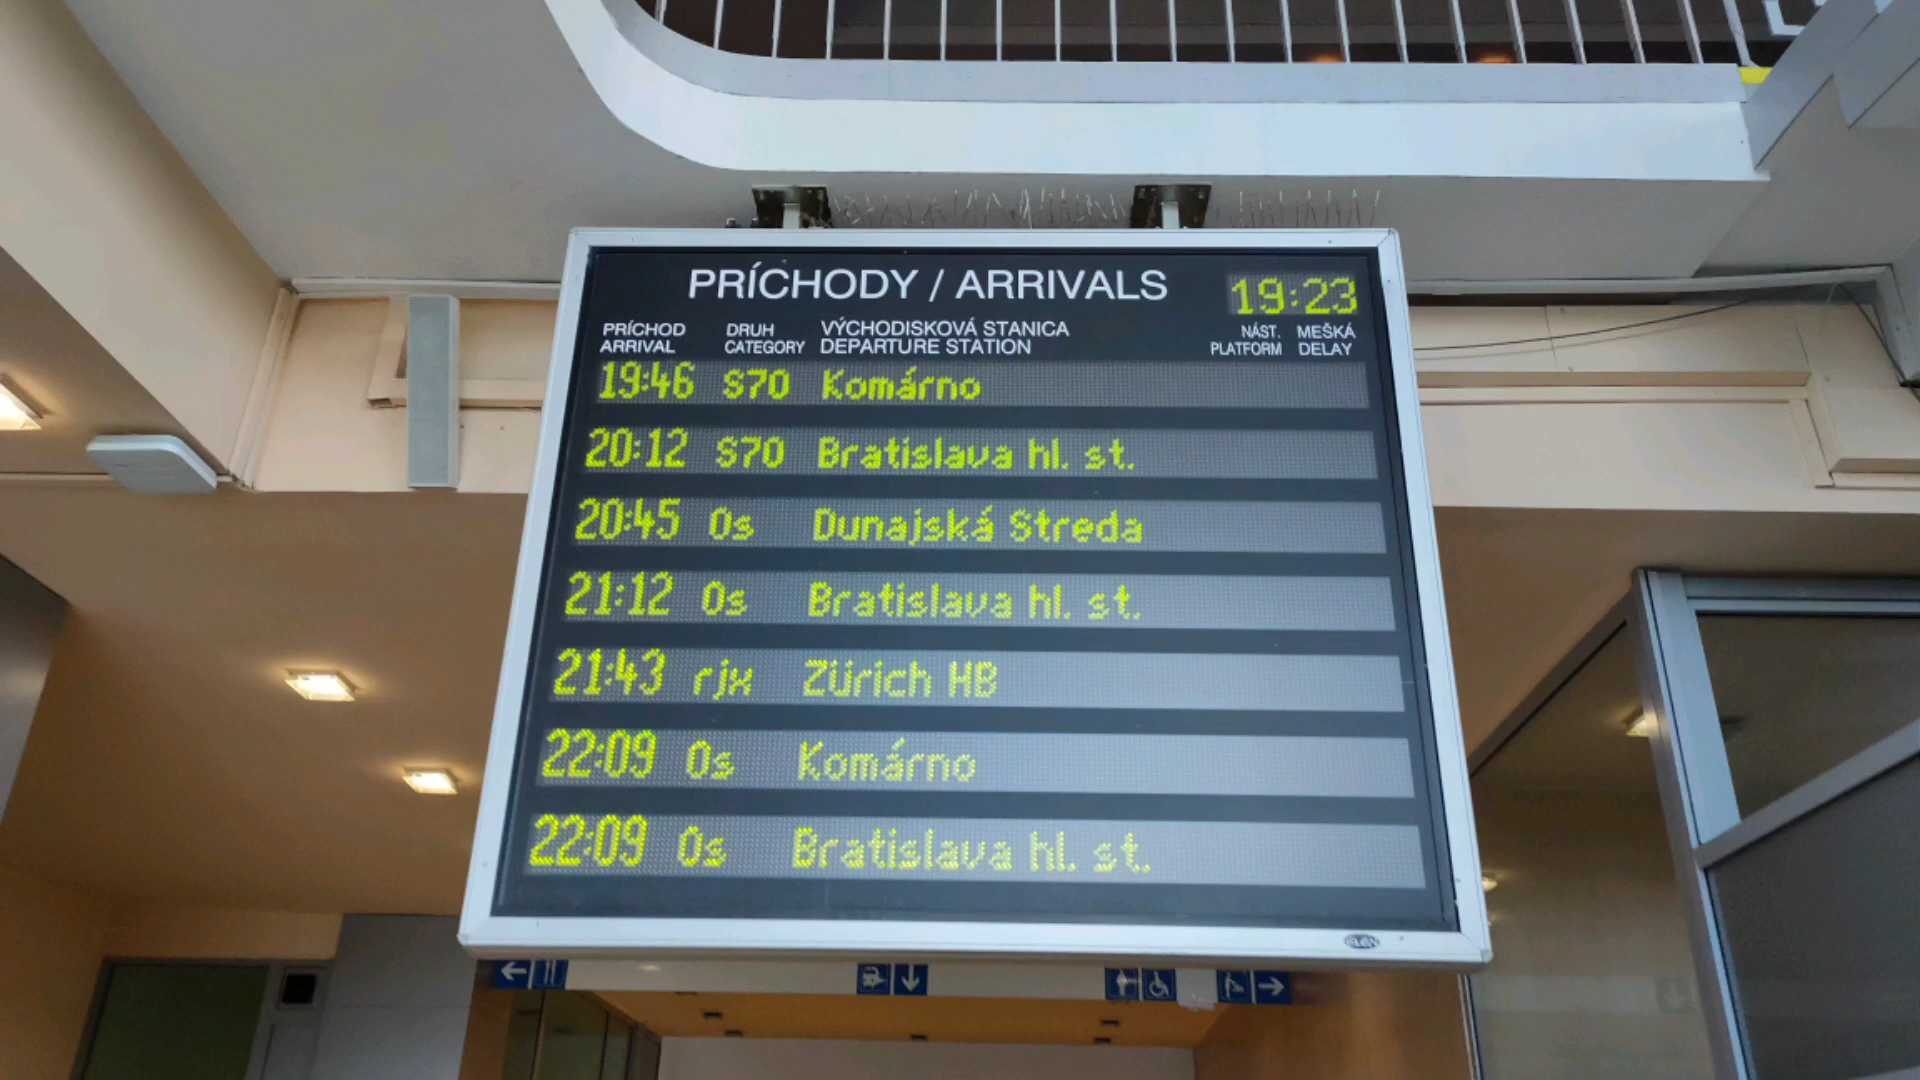 PRÍCHODY / ARRIVALS 19:23
PRÍCHOD DRUH VÝCHODISKOVÁ STANICA NÁST. MEŠKÁ
ARRIVAL CATEGORY DEPARTURE STATION PLATFORM DELAY
19:46 S70 Komárno
20:12 S70 Bratislava hl. st.
20:45 Os Dunajská Streda
21:12 Os Bratislava hl. st.
21:43 rjx Zürich HB
22:09 Os Komárno
22:09 Os Bratislava hl. st.